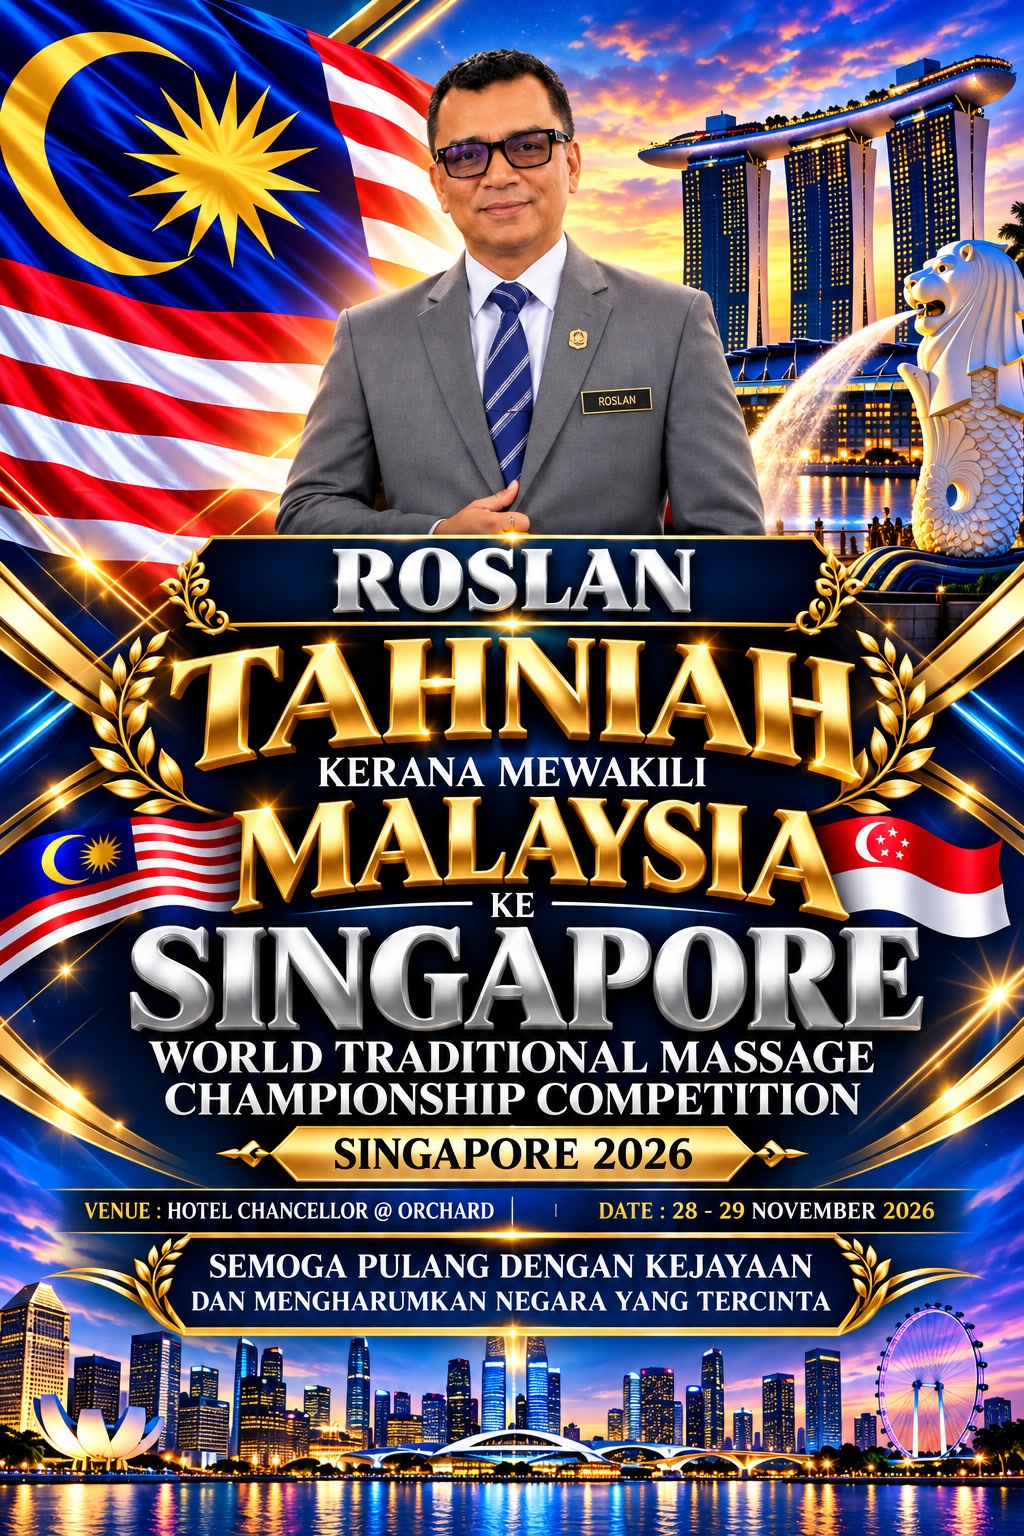 ROSLAN
ROSLAN
TAHNIAH
KERANA MEWAKILI
MALAYSIA
KE
SINGAPORE
WORLD TRADITIONAL MASSAGE
CHAMPIONSHIP COMPETITION
SINGAPORE 2026
VENUE : HOTEL CHANCELLOR @ ORCHARD | DATE : 28 - 29 NOVEMBER 2026
SEMOGA PULANG DENGAN KEJAYAAN
DAN MENGHARUMKAN NEGARA YANG TERCINTA